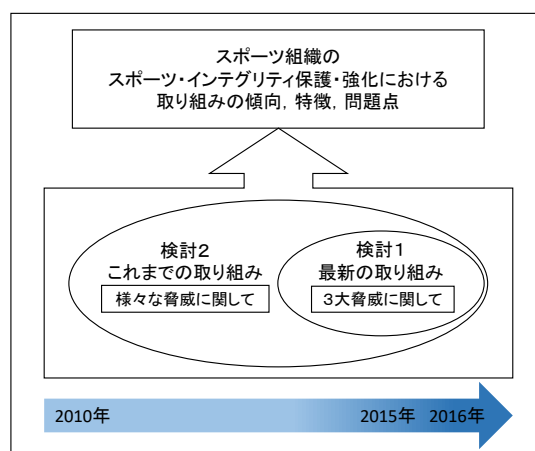 スポーツ組織の
スポーツ・インテグリティ保護・強化における
取り組みの傾向，特徴，問題点
検討２
これまでの取り組み
様々な脅威に関して
検討１
最新の取り組み
３大脅威に関して
2010年
2015年
2016年